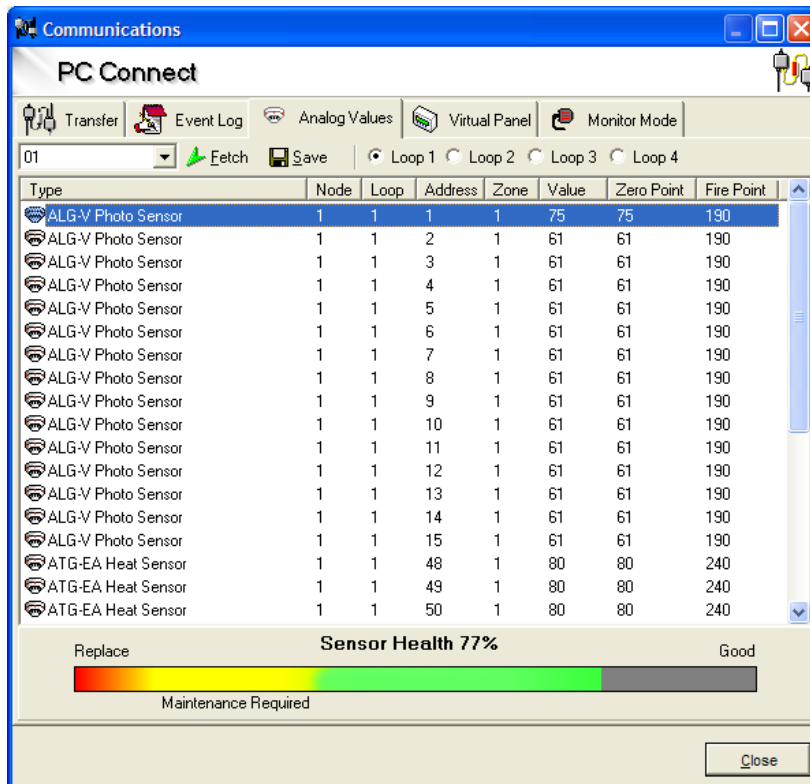 Communications
PC Connect
Transfer Event Log Analog Values Virtual Panel Monitor Mode
01 Fetch Save Loop 1 Loop 2 Loop 3 Loop 4
Type Node Loop Address Zone Value Zero Point Fire Point
ALG-V Photo Sensor 1 1 1 1 75 75 190
ALG-V Photo Sensor 1 1 2 1 61 61 190
ALG-V Photo Sensor 1 1 3 1 61 61 190
ALG-V Photo Sensor 1 1 4 1 61 61 190
ALG-V Photo Sensor 1 1 5 1 61 61 190
ALG-V Photo Sensor 1 1 6 1 61 61 190
ALG-V Photo Sensor 1 1 7 1 61 61 190
ALG-V Photo Sensor 1 1 8 1 61 61 190
ALG-V Photo Sensor 1 1 9 1 61 61 190
ALG-V Photo Sensor 1 1 10 1 61 61 190
ALG-V Photo Sensor 1 1 11 1 61 61 190
ALG-V Photo Sensor 1 1 12 1 61 61 190
ALG-V Photo Sensor 1 1 13 1 61 61 190
ALG-V Photo Sensor 1 1 14 1 61 61 190
ALG-V Photo Sensor 1 1 15 1 61 61 190
ATG-EA Heat Sensor 1 1 48 1 80 80 240
ATG-EA Heat Sensor 1 1 49 1 80 80 240
ATG-EA Heat Sensor 1 1 50 1 80 80 240
Replace Sensor Health 77% Good
Maintenance Required
Close